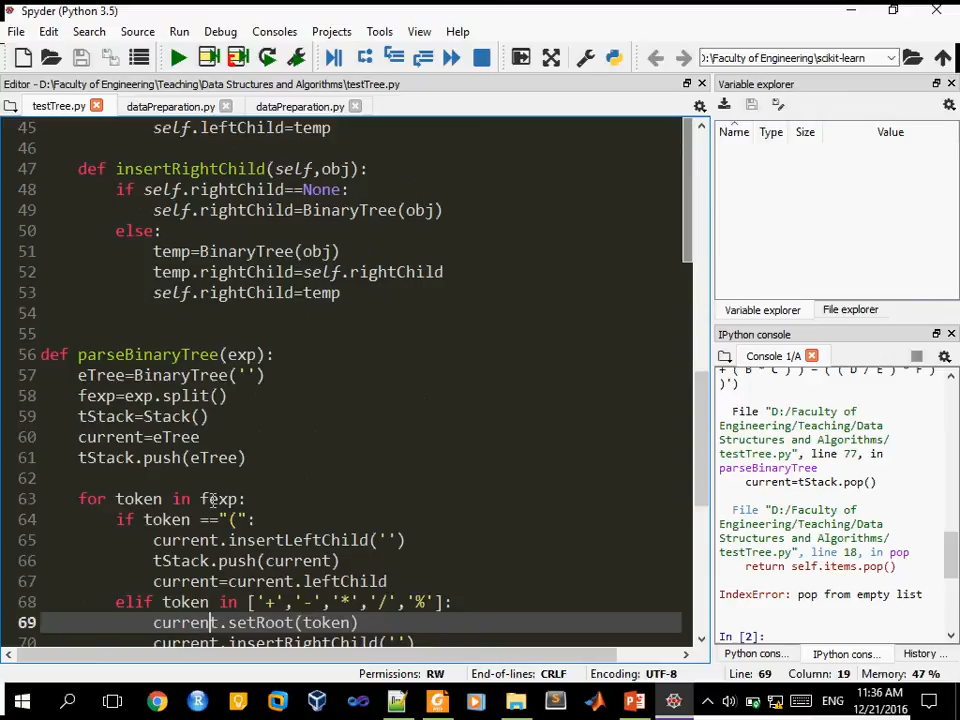 Spyder (Python 3.5)
File Edit Search Source Run Debug Consoles Projects Tools View Help
):\Faculty of Engineering\scikit-learn
Editor - D:\Faculty of Engineering\Teaching\Data Structures and Algorithms\testTree.py
testTree.py dataPreparation.py dataPreparation.py
45 self.leftChild=temp
46
47 def insertRightChild(self,obj):
48 if self.rightChild==None:
49 self.rightChild=BinaryTree(obj)
50 else:
51 temp=BinaryTree(obj)
52 temp.rightChild=self.rightChild
53 self.rightChild=temp
54
55
56 def parseBinaryTree(exp):
57 eTree=BinaryTree('')
58 fexp=exp.split()
59 tStack=Stack()
60 current=eTree
61 tStack.push(eTree)
62
63 for token in fexp:
64 if token =="(":
65 current.insertLeftChild('')
66 tStack.push(current)
67 current=current.leftChild
68 elif token in ['+','-','*','/','%']:
69 current.setRoot(token)
70 current.insertRightChild('')
Variable explorer
Name Type Size Value
Variable explorer File explorer
IPython console
Console 1/A
+ ( B * C ) ) - ( ( D / E ) * F )
)')
File "D:/Faculty of
Engineering/Teaching/Data
Structures and Algorithms/
testTree.py", line 77, in
parseBinaryTree
current=tStack.pop()
File "D:/Faculty of
Engineering/Teaching/Data
Structures and Algorithms/
testTree.py", line 18, in pop
return self.items.pop()
IndexError: pop from empty list
In [2]:
Python cons... IPython cons... History ...
Permissions: RW End-of-lines: CRLF Encoding: UTF-8 Line: 69 Column: 19 Memory: 47 %
ENG
11:36 AM
12/21/2016